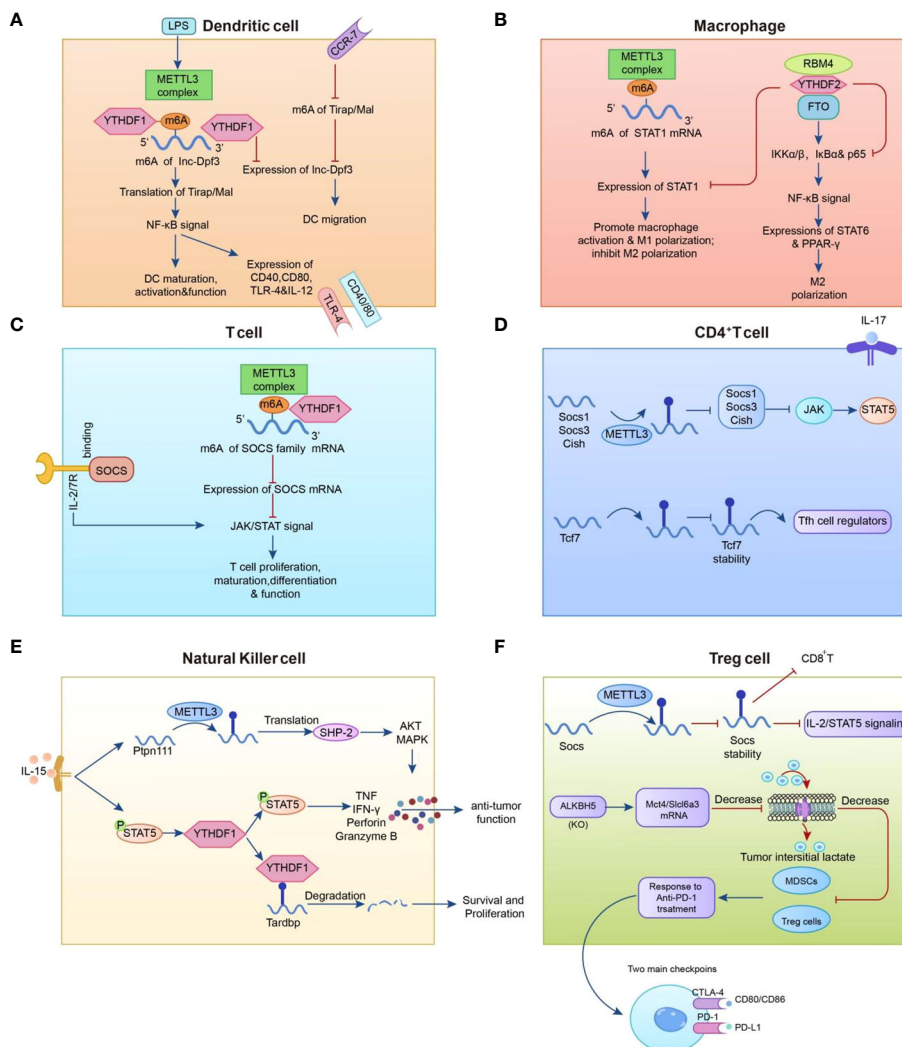 A
Dendritic cell
LPS
CCR-7
METTL3
complex
YTHDF1
m6A
YTHDF1
5'
3'
m6A of lnc-Dpf3
m6A of Tirap/Mal
Expression of lnc-Dpf3
Translation of Tirap/Mal
NF-κB signal
DC migration
DC maturation,
activation&function
Expression of
CD40,CD80,
TLR-4&IL-12
TLR-4
CD40/80
B
Macrophage
METTL3
complex
m6A
5'
3'
m6A of STAT1 mRNA
RBM4
YTHDF2
FTO
IKKα/β, IκBα& p65
Expression of STAT1
NF-κB signal
Promote macrophage
activation & M1 polarization;
inhibit M2 polarization
Expressions of STAT6
& PPAR-γ
M2
polarization
C
T cell
METTL3
complex
m6A
YTHDF1
5'
3'
m6A of SOCS family mRNA
binding
SOCS
IL-2/7R
Expression of SOCS mRNA
JAK/STAT signal
T cell proliferation,
maturation,differentiation
& function
D
CD4⁺T cell
IL-17
Socs1
Socs3
Cish
METTL3
Socs1
Socs3
Cish
JAK
STAT5
Tcf7
Tcf7
stability
Tfh cell regulators
E
Natural Killer cell
METTL3
Ptpn111
Translation
SHP-2
AKT
MAPK
IL-15
P
STAT5
YTHDF1
P
STAT5
TNF
IFN-γ
Perforin
Granzyme B
anti-tumor
function
YTHDF1
Degradation
Tardbp
Survival and
Proliferation
F
Treg cell
CD8⁺T
METTL3
Socs
Socs
stability
IL-2/STAT5 signalin
ALKBH5
(KO)
Mct4/Slcl6a3
mRNA
Decrease
Decrease
Tumor intersitial lactate
MDSCs
Response to
Anti-PD-1
trsatment
Treg cells
Two main checkpoins
CTLA-4
CD80/CD86
PD-1
PD-L1